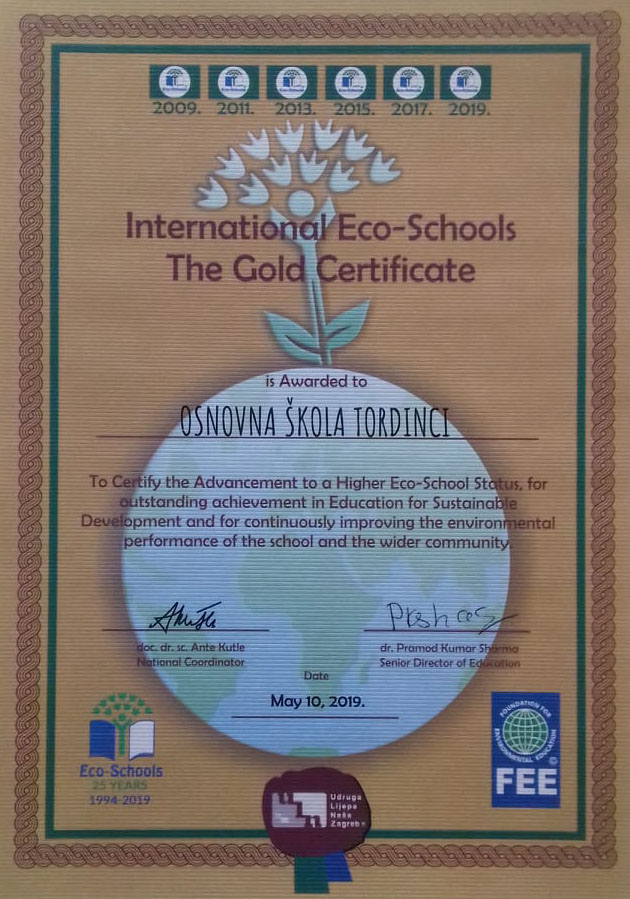 2009. 2011. 2013. 2015. 2017. 2019.
International Eco-Schools
The Gold Certificate
is Awarded to
OSNOVNA ŠKOLA TORDINCI
To Certify the Advancement to a Higher Eco-School Status, for
outstanding achievement in Education for Sustainable
Development and for continuously improving the environmental
performance of the school and the wider community.
doc. dr. sc. Ante Kutle
National Coordinator
dr. Pramod Kumar Sharma
Senior Director of Education
Date
May 10, 2019.
Eco-Schools
25 YEARS
1994-2019
FOUNDATION FOR
ENVIRONMENTAL EDUCATION
©
FEE
Udruga
Lijepa
Naša
Zagreb